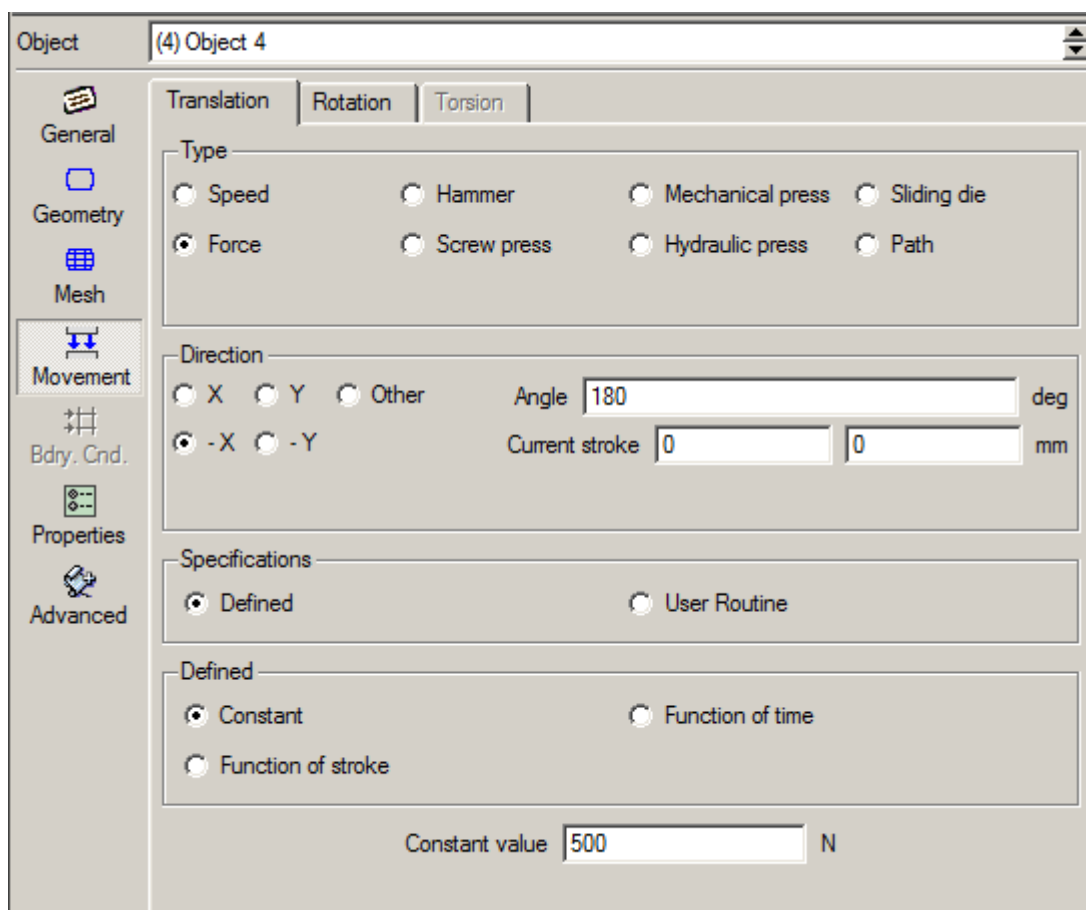 Object (4) Object 4
Translation Rotation Torsion
General
Geometry
Mesh
Movement
Bdry. Cnd.
Properties
Advanced
Type
Speed Hammer Mechanical press Sliding die
Force Screw press Hydraulic press Path
Direction
X Y Other Angle 180 deg
-X -Y Current stroke 0 0 mm
Specifications
Defined User Routine
Defined
Constant Function of time
Function of stroke
Constant value 500 N